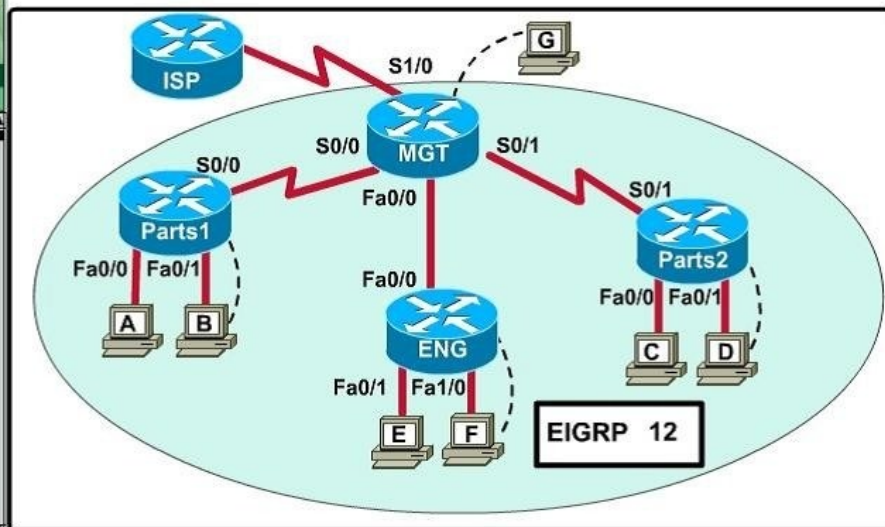 G
S1/0
ISP
S0/0
MGT
S0/1
S0/0
Fa0/0
S0/1
Parts1
Parts2
Fa0/0 Fa0/1
Fa0/0
Fa0/0 Fa0/1
A
B
ENG
C
D
Fa0/1 Fa1/0
E
F
EIGRP 12